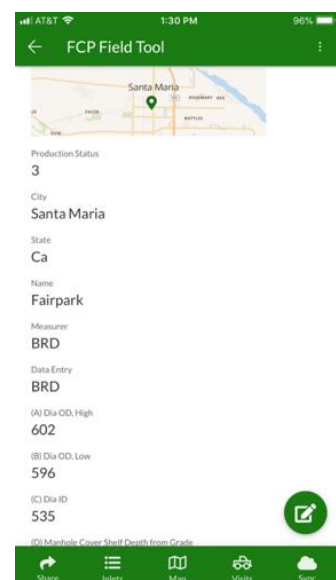 AT&T 1:30 PM 96%
FCP Field Tool
Santa Maria
Production Status
3
City
Santa Maria
State
Ca
Name
Fairpark
Measurer
BRD
Data Entry
BRD
(A) Dia OD, High
602
(B) Dia OD, Low
596
(C) Dia ID
535
(D) Manhole Cover Shelf Depth from Grade
Share Inlets Map Visits Sync